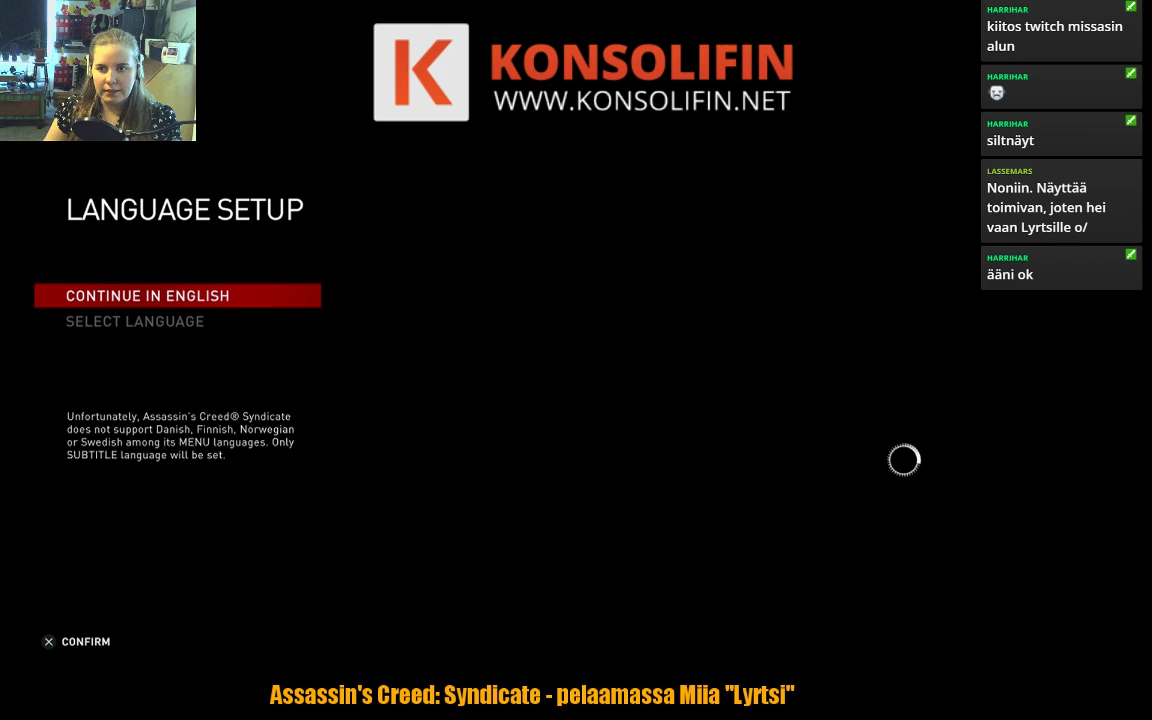 K KONSOLIFIN
WWW.KONSOLIFIN.NET
LANGUAGE SETUP
CONTINUE IN ENGLISH
SELECT LANGUAGE
Unfortunately, Assassin's Creed® Syndicate
does not support Danish, Finnish, Norwegian
or Swedish among its MENU languages. Only
SUBTITLE language will be set.
CONFIRM
Assassin's Creed: Syndicate - pelaamassa Miia "Lyrtsi"
HARRIHAR
kiitos twitch missasin
alun
HARRIHAR
HARRIHAR
siltnäyt
LASSEMARS
Noniin. Näyttää
toimivan, joten hei
vaan Lyrtsille o/
HARRIHAR
ääni ok